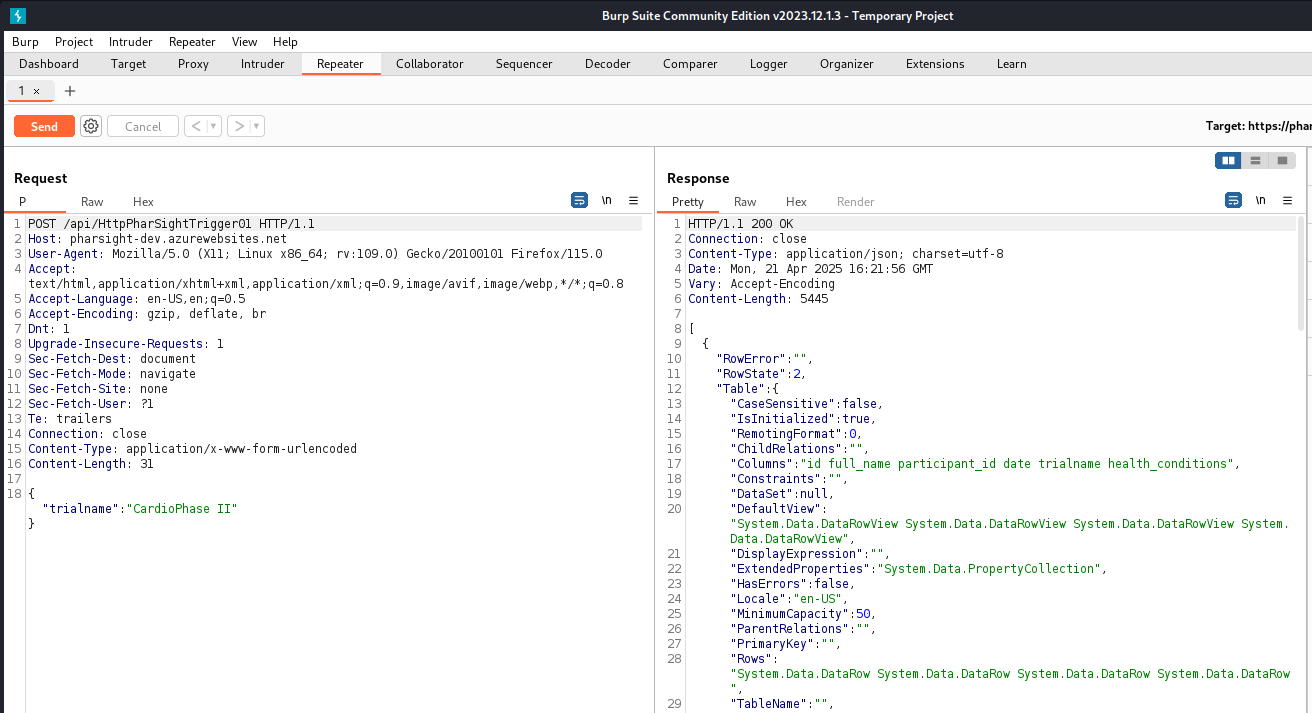 Burp Suite Community Edition v2023.12.1.3 - Temporary Project
Burp Project Intruder Repeater View Help
Dashboard Target Proxy Intruder Repeater Collaborator Sequencer Decoder Comparer Logger Organizer Extensions Learn
1 × +
Send Cancel < > Target: https://phar
Request
P Raw Hex \n
1 POST /api/HttpPharSightTrigger01 HTTP/1.1
2 Host: pharsight-dev.azurewebsites.net
3 User-Agent: Mozilla/5.0 (X11; Linux x86_64; rv:109.0) Gecko/20100101 Firefox/115.0
4 Accept:
text/html,application/xhtml+xml,application/xml;q=0.9,image/avif,image/webp,*/*;q=0.8
5 Accept-Language: en-US,en;q=0.5
6 Accept-Encoding: gzip, deflate, br
7 Dnt: 1
8 Upgrade-Insecure-Requests: 1
9 Sec-Fetch-Dest: document
10 Sec-Fetch-Mode: navigate
11 Sec-Fetch-Site: none
12 Sec-Fetch-User: ?1
13 Te: trailers
14 Connection: close
15 Content-Type: application/x-www-form-urlencoded
16 Content-Length: 31
17
18 {
"trialname":"CardioPhase II"
}
Response
Pretty Raw Hex Render \n
1 HTTP/1.1 200 OK
2 Connection: close
3 Content-Type: application/json; charset=utf-8
4 Date: Mon, 21 Apr 2025 16:21:56 GMT
5 Vary: Accept-Encoding
6 Content-Length: 5445
7
8 [
9 {
10 "RowError":"",
11 "RowState":2,
12 "Table":{
13 "CaseSensitive":false,
14 "IsInitialized":true,
15 "RemotingFormat":0,
16 "ChildRelations":"",
17 "Columns":"id full_name participant_id date trialname health_conditions",
18 "Constraints":"",
19 "DataSet":null,
20 "DefaultView":
"System.Data.DataRowView System.Data.DataRowView System.Data.DataRowView System.
Data.DataRowView",
21 "DisplayExpression":"",
22 "ExtendedProperties":"System.Data.PropertyCollection",
23 "HasErrors":false,
24 "Locale":"en-US",
25 "MinimumCapacity":50,
26 "ParentRelations":"",
27 "PrimaryKey":"",
28 "Rows":
"System.Data.DataRow System.Data.DataRow System.Data.DataRow System.Data.DataRow
",
29 "TableName":"",